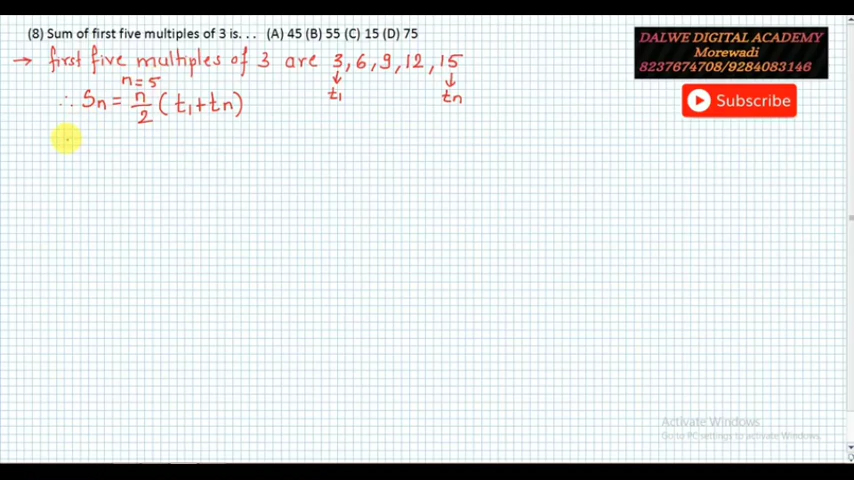 (8) Sum of first five multiples of 3 is. . .   (A) 45 (B) 55 (C) 15 (D) 75
→ first five multiples of 3 are 3, 6, 9, 12, 15
n = 5
t1
tn
∴ Sn = n/2 ( t1 + tn )
DALWE DIGITAL ACADEMY
Morewadi
8237674708/9284083146
Subscribe
Activate Windows
Go to PC settings to activate Windows.